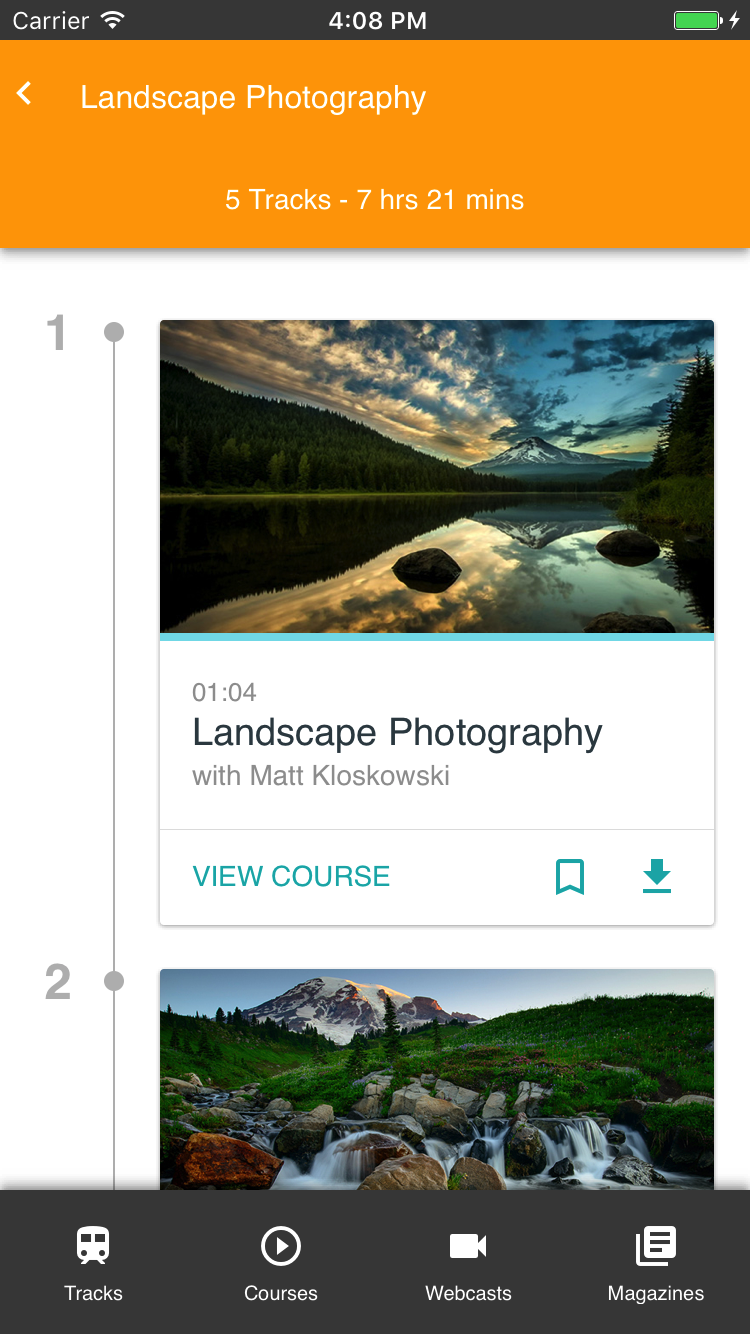 Carrier 4:08 PM
Landscape Photography
5 Tracks - 7 hrs 21 mins
1
01:04
Landscape Photography
with Matt Kloskowski
VIEW COURSE
2
Tracks Courses Webcasts Magazines